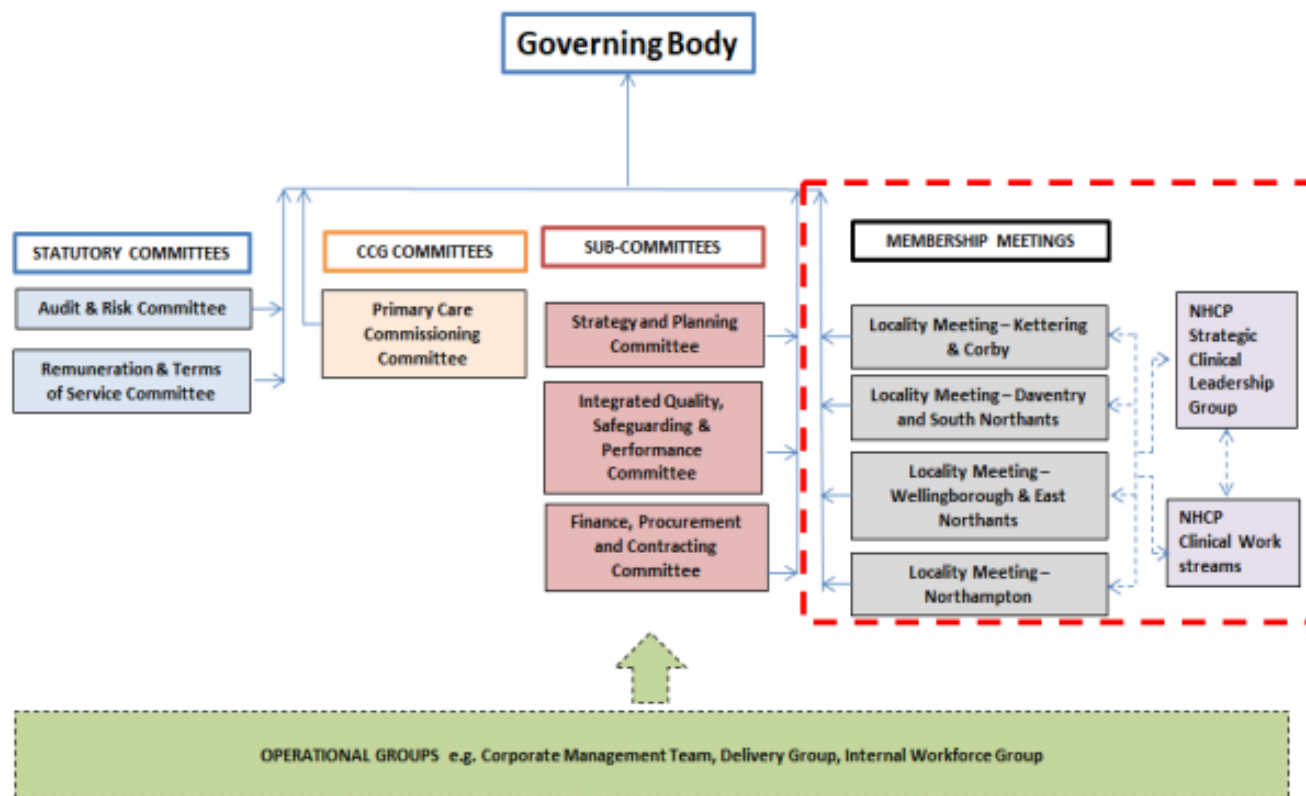 Governing Body
STATUTORY COMMITTEES
Audit & Risk Committee
Remuneration & Terms
of Service Committee
CCG COMMITTEES
Primary Care
Commissioning
Committee
SUB-COMMITTEES
Strategy and Planning
Committee
Integrated Quality,
Safeguarding &
Performance
Committee
Finance, Procurement
and Contracting
Committee
MEMBERSHIP MEETINGS
Locality Meeting – Kettering
& Corby
Locality Meeting – Daventry
and South Northants
Locality Meeting –
Wellingborough & East
Northants
Locality Meeting –
Northampton
NHCP
Strategic
Clinical
Leadership
Group
NHCP
Clinical Work
streams
OPERATIONAL GROUPS e.g. Corporate Management Team, Delivery Group, Internal Workforce Group